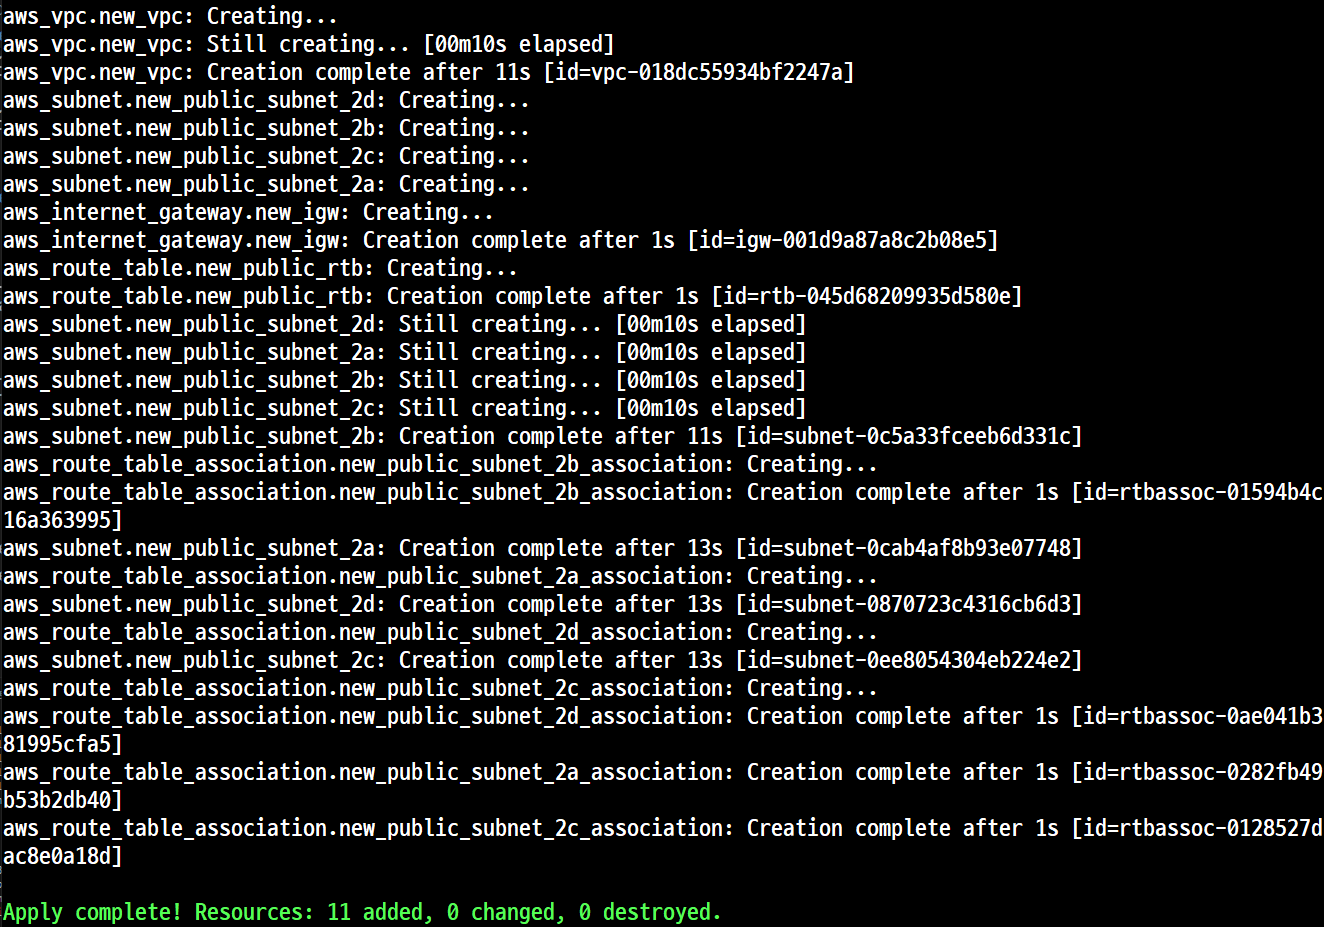 aws_vpc.new_vpc: Creating...
aws_vpc.new_vpc: Still creating... [00m10s elapsed]
aws_vpc.new_vpc: Creation complete after 11s [id=vpc-018dc55934bf2247a]
aws_subnet.new_public_subnet_2d: Creating...
aws_subnet.new_public_subnet_2b: Creating...
aws_subnet.new_public_subnet_2c: Creating...
aws_subnet.new_public_subnet_2a: Creating...
aws_internet_gateway.new_igw: Creating...
aws_internet_gateway.new_igw: Creation complete after 1s [id=igw-001d9a87a8c2b08e5]
aws_route_table.new_public_rtb: Creating...
aws_route_table.new_public_rtb: Creation complete after 1s [id=rtb-045d68209935d580e]
aws_subnet.new_public_subnet_2d: Still creating... [00m10s elapsed]
aws_subnet.new_public_subnet_2a: Still creating... [00m10s elapsed]
aws_subnet.new_public_subnet_2b: Still creating... [00m10s elapsed]
aws_subnet.new_public_subnet_2c: Still creating... [00m10s elapsed]
aws_subnet.new_public_subnet_2b: Creation complete after 11s [id=subnet-0c5a33fceeb6d331c]
aws_route_table_association.new_public_subnet_2b_association: Creating...
aws_route_table_association.new_public_subnet_2b_association: Creation complete after 1s [id=rtbassoc-01594b4c
16a363995]
aws_subnet.new_public_subnet_2a: Creation complete after 13s [id=subnet-0cab4af8b93e07748]
aws_route_table_association.new_public_subnet_2a_association: Creating...
aws_subnet.new_public_subnet_2d: Creation complete after 13s [id=subnet-0870723c4316cb6d3]
aws_route_table_association.new_public_subnet_2d_association: Creating...
aws_subnet.new_public_subnet_2c: Creation complete after 13s [id=subnet-0ee8054304eb224e2]
aws_route_table_association.new_public_subnet_2c_association: Creating...
aws_route_table_association.new_public_subnet_2d_association: Creation complete after 1s [id=rtbassoc-0ae041b3
81995cfa5]
aws_route_table_association.new_public_subnet_2a_association: Creation complete after 1s [id=rtbassoc-0282fb49
b53b2db40]
aws_route_table_association.new_public_subnet_2c_association: Creation complete after 1s [id=rtbassoc-0128527d
ac8e0a18d]
Apply complete! Resources: 11 added, 0 changed, 0 destroyed.